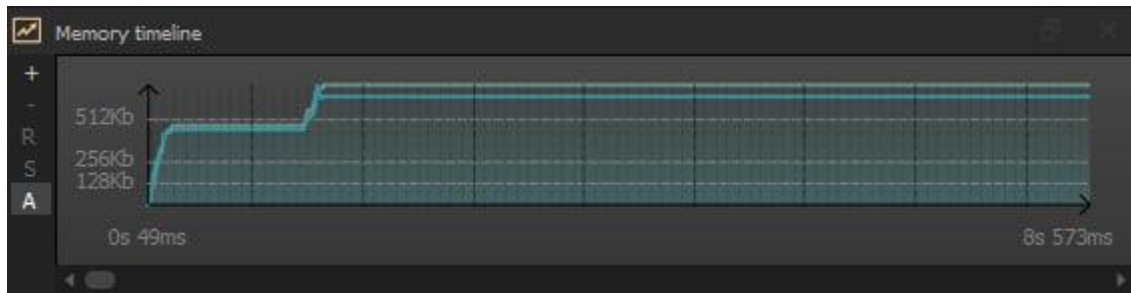 Memory timeline
+
-
R
S
A
512Kb
256Kb
128Kb
0s 49ms
8s 573ms